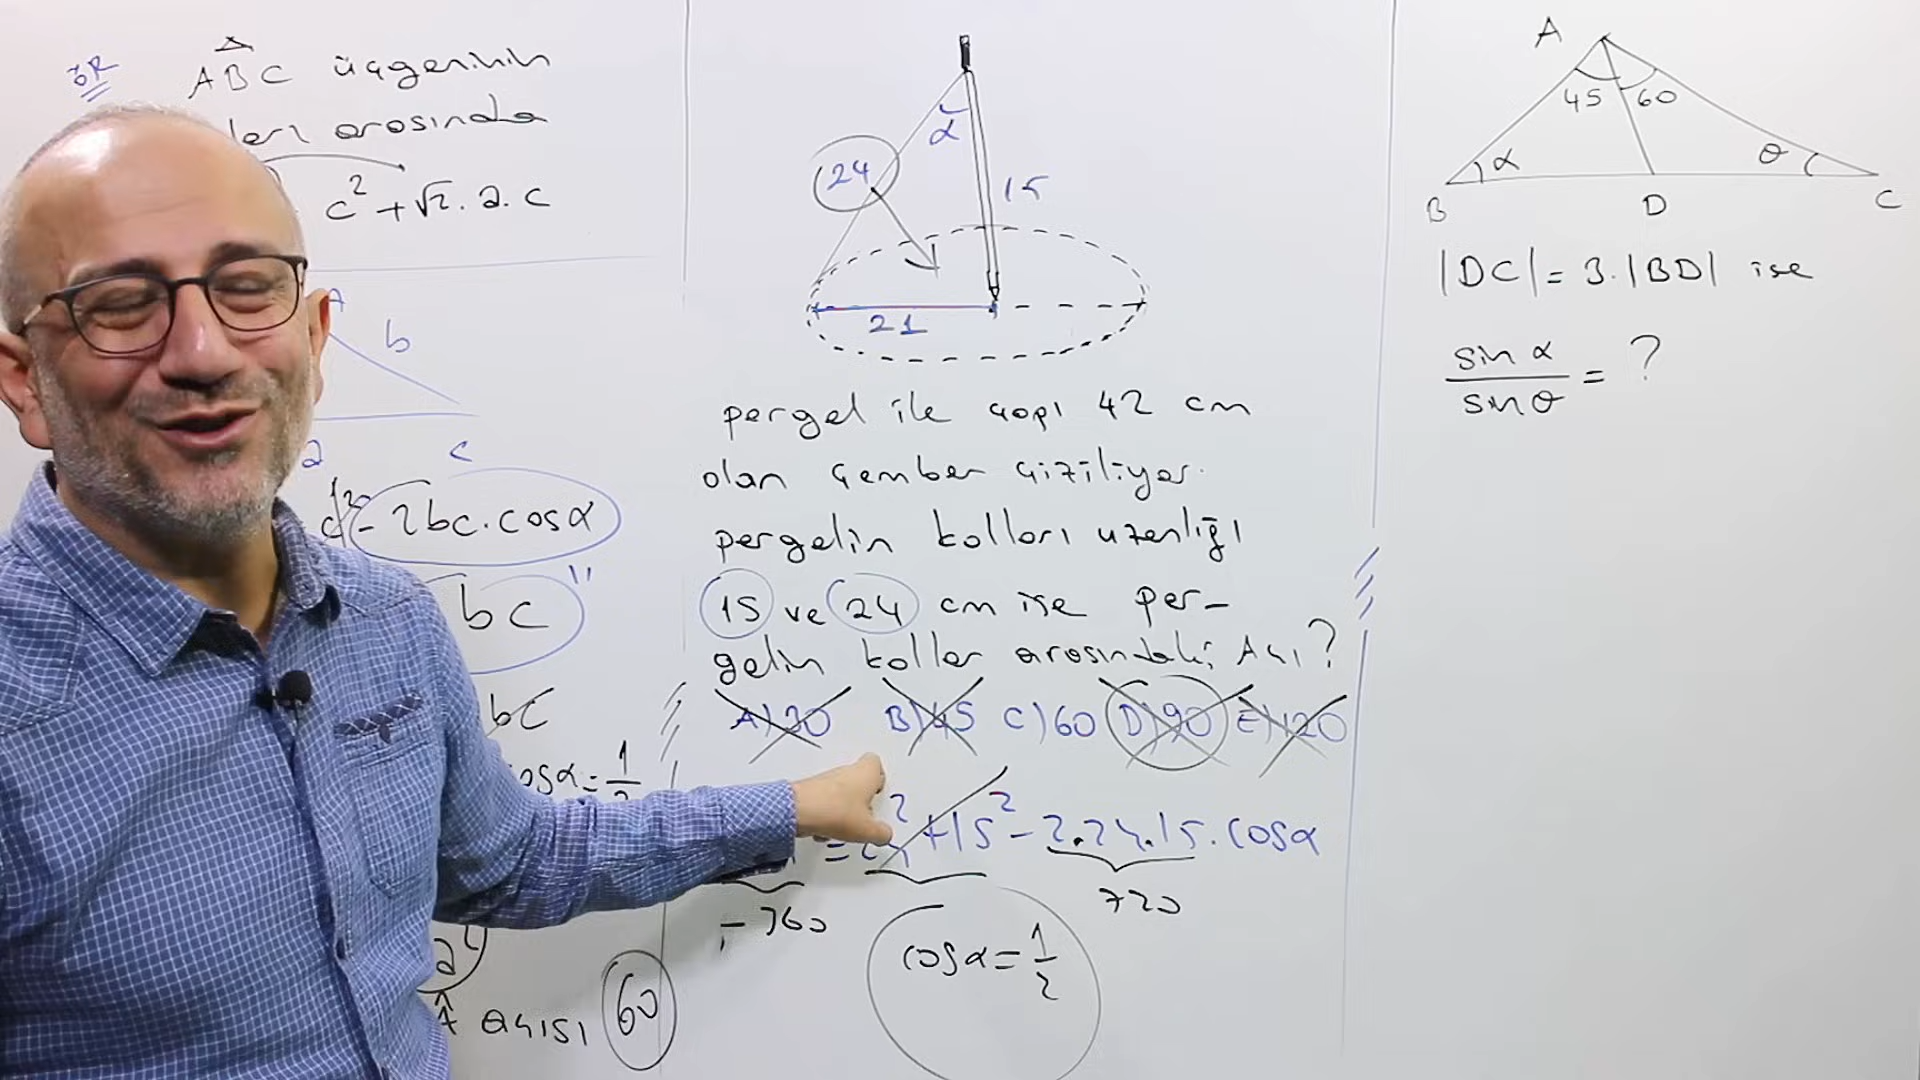 ÖR
ABC üçgeninin
ları arasında
c² + √2 . a . c
A
b
a
c
- 2bc.cosα
bc
bc
cosα = 1/2
A açısı 60
α
24
15
21
pergel ile çapı 42 cm
olan çember çiziliyor.
pergelin kolları uzunlığı
15 ve 24 cm ise per-
gelin kolları arasındaki Açı?
A) 30 B) 45 C) 60 D) 90 E) 120
= 24² + 15² - 2.24.15.cosα
-360
720
cosα = 1/2
A
45 60
α
θ
B
D
C
|DC| = 3.|BD| ise
sin α / sin θ = ?